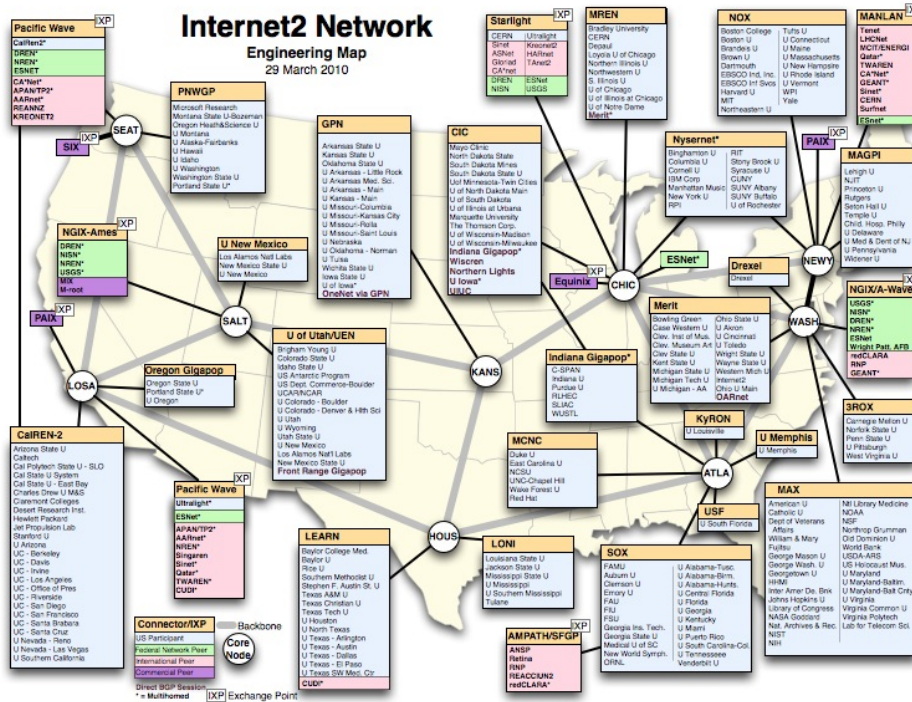 Internet2 Network
Engineering Map
29 March 2010
Pacific Wave
IXP
CalRen2*
DREN*
NREN*
ESNET
CA*Net*
APAN/TP2*
AARnet*
REANNZ
KREONET2
SEAT
IXP
SIX
PNWGP
Microsoft Research
Montana State U-Bozeman
Oregon Heath&Science U
U Montana
U Alaska-Fairbanks
U Hawaii
U Idaho
U Washington
Washington State U
Portland State U*
GPN
Arkansas State U
Kansas State U
Oklahoma State U
U Arkansas - Little Rock
U Arkansas Med. Sci.
U Arkansas - Main
U Kansas - Main
U Missouri-Columbia
U Missouri-Kansas City
U Missouri-Rolla
U Missouri-Saint Louis
U Nebraska
U Oklahoma - Norman
U Tulsa
Wichita State U
Iowa State U
U of Iowa*
OneNet via GPN
CIC
Mayo Clinic
North Dakota State
South Dakota Mines
South Dakota State U
Uof Minnesota-Twin Cities
U of North Dakota Main
U of South Dakota
U of Illinois at Urbana
Marquette University
The Thomson Corp.
U of Wisconsin-Madison
U of Wisconsin-Milwaukee
Indiana Gigapop*
Wiscren
Northern Lights
U Iowa*
UIUC
Starlight
IXP
CERN
Ultralight
Sinet
Kreonet2
ASNet
HARnet
Gloriad
TAnet2
CA*net
DREN
ESNet
NISN
USGS
MREN
Bradley University
CERN
Depaul
Loyola U of Chicago
Northern Illinois U
Northwestern U
S. Illinois U
U of Chicago
U of Illinois at Chicago
U of Notre Dame
Merit*
NOX
Boston College
Boston U
Brandeis U
Brown U
Dartmouth
EBSCO Ind, Inc.
EBSCO Inf Svcs
Harvard U
MIT
Northeastern U
Tufts U
U Connecticut
U Maine
U Massachusetts
U New Hampshire
U Rhode Island
U Vermont
WPI
Yale
MANLAN
Tenet
LHCNet
MCIT/ENERGI
Qatar*
TWAREN
CA*Net*
GEANT*
Sinet*
CERN
Surfnet
ESnet*
Nysernet*
Binghamton U
Columbia U
Cornell U
IBM Corp
Manhattan Music
New York U
RPI
RIT
Stony Brook U
Syracuse U
CUNY
SUNY Albany
SUNY Buffalo
U of Rochester
IXP
PAIX
NEWY
MAGPI
Lehigh U
NJIT
Princeton U
Rutgers
Seton Hall U
Temple U
Child. Hosp. Philly
U Delaware
U Med & Dent of NJ
U Pennsylvania
Widener U
NGIX-Ames
IXP
DREN*
NISN*
NREN*
USGS*
MIX
M-root
U New Mexico
Los Alamos Natl Labs
New Mexico State U
U New Mexico
IXP
Equinix
CHIC
ESNet*
Drexel
Drexel
NGIX/A-Wave
USGS*
NISN*
DREN*
NREN*
ESNet
Wright Patt. AFB
redCLARA
RNP
GEANT*
WASH
IXP
PAIX
SALT
U of Utah/UEN
Brigham Young U
Colorado State U
Idaho State U
US Antarctic Program
US Dept. Commerce-Boulder
UCAR/NCAR
U Colorado - Boulder
U Colorado - Denver & Hlth Sci
U Utah
U Wyoming
Utah State U
U New Mexico
Los Alamos Nat'l Labs
New Mexico State U
Front Range Gigapop
KANS
Merit
Bowling Green
Case Western U
Clev. Inst of Mus.
Clev. Museum Art
Clev State U
Kent State U
Michigan State U
Michigan Tech U
U Michigan - AA
Ohio State U
U Akron
U Cincinnati
U Toledo
Wright State U
Wayne State U
Western Mich U
Internet2
Ohio U Main
OARnet
Indiana Gigapop*
C-SPAN
Indiana U
Purdue U
RLHEC
SLIAC
WUSTL
LOSA
Oregon Gigapop
Oregon State U
Portland State U*
U Oregon
3ROX
Carnegie Mellon U
Norfolk State U
Penn State U
U Pittsburgh
West Virginia U
KyRON
U Louisville
U Memphis
U Memphis
CalREN-2
Arizona State U
Caltech
Cal Polytech State U - SLO
Cal State U System
Cal State U - East Bay
Charles Drew U M&S
Claremont Colleges
Desert Research Inst.
Hewlett Packard
Jet Propulsion Lab
Stanford U
U Arizona
UC - Berkeley
UC - Davis
UC - Irvine
UC - Los Angeles
UC - Office of Pres
UC - Riverside
UC - San Diego
UC - San Francisco
UC - Santa Brabara
UC - Santa Cruz
U Nevada - Reno
U Nevada - Las Vegas
U Southern California
MCNC
Duke U
East Carolina U
NCSU
UNC-Chapel Hill
Wake Forest U
Red Hat
ATLA
USF
U South Florida
Pacific Wave
IXP
Ultralight*
ESNet*
APAN/TP2*
AARnet*
NREN*
Singaren
Sinet*
Qatar*
TWAREN*
CUDI*
HOUS
LEARN
Baylor College Med.
Baylor U
Rice U
Southern Methodist U
Stephen F. Austin St. U
Texas A&M U
Texas Christian U
Texas Tech U
U Houston
U North Texas
U Texas - Arlington
U Texas - Austin
U Texas - Dallas
U Texas - El Paso
U Texas SW Med. Ctr
CUDI*
LONI
Louisiana State U
Jackson State U
Mississippi State U
U Mississippi
U Southern Mississippi
Tulane
SOX
FAMU
Auburn U
Clemson U
Emory U
FAU
FIU
FSU
Georgia Ins. Tech.
Georgia State U
Medical U of SC
New World Symph.
ORNL
U Alabama-Tusc.
U Alabama-Birm.
U Alabama-Hunts.
U Central Florida
U Florida
U Georgia
U Kentucky
U Miami
U Puerto Rico
U South Carolina-Col.
U Tennesseee
Venderbilt U
MAX
American U
Catholic U
Dept of Veterans
Affairs
William & Mary
Fujitsu
George Mason U
George Wash. U
Georgetown U
HHMI
Inter Amer De. Bnk
Johns Hopkins U
Library of Congress
NASA Goddard
Nat. Archives & Rec.
NIST
NIH
Ntl Library Medicine
NOAA
NSF
Northrop Grumman
Old Dominion U
World Bank
USDA-ARS
US Holocaust Mus.
U Maryland
U Maryland-Baltim.
U Maryland-Balt Cnty
U Virginia
Virginia Common U
Virginia Polytech
Lab for Telecom Sci.
AMPATH/SFGP
IXP
ANSP
Retina
RNP
REACCIUN2
redCLARA*
Connector/IXP
US Participant
Federal Network Peer
International Peer
Commercial Peer
Direct BGP Session
* = Multihomed
Backbone
Core
Node
IXP Exchange Point